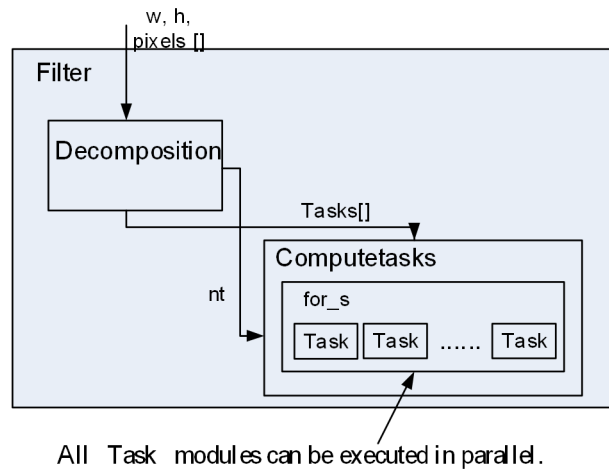 w, h,
pixels []
Filter
Decomposition
Tasks[]
Computetasks
nt
for_s
Task Task ...... Task
All Task modules can be executed in parallel.